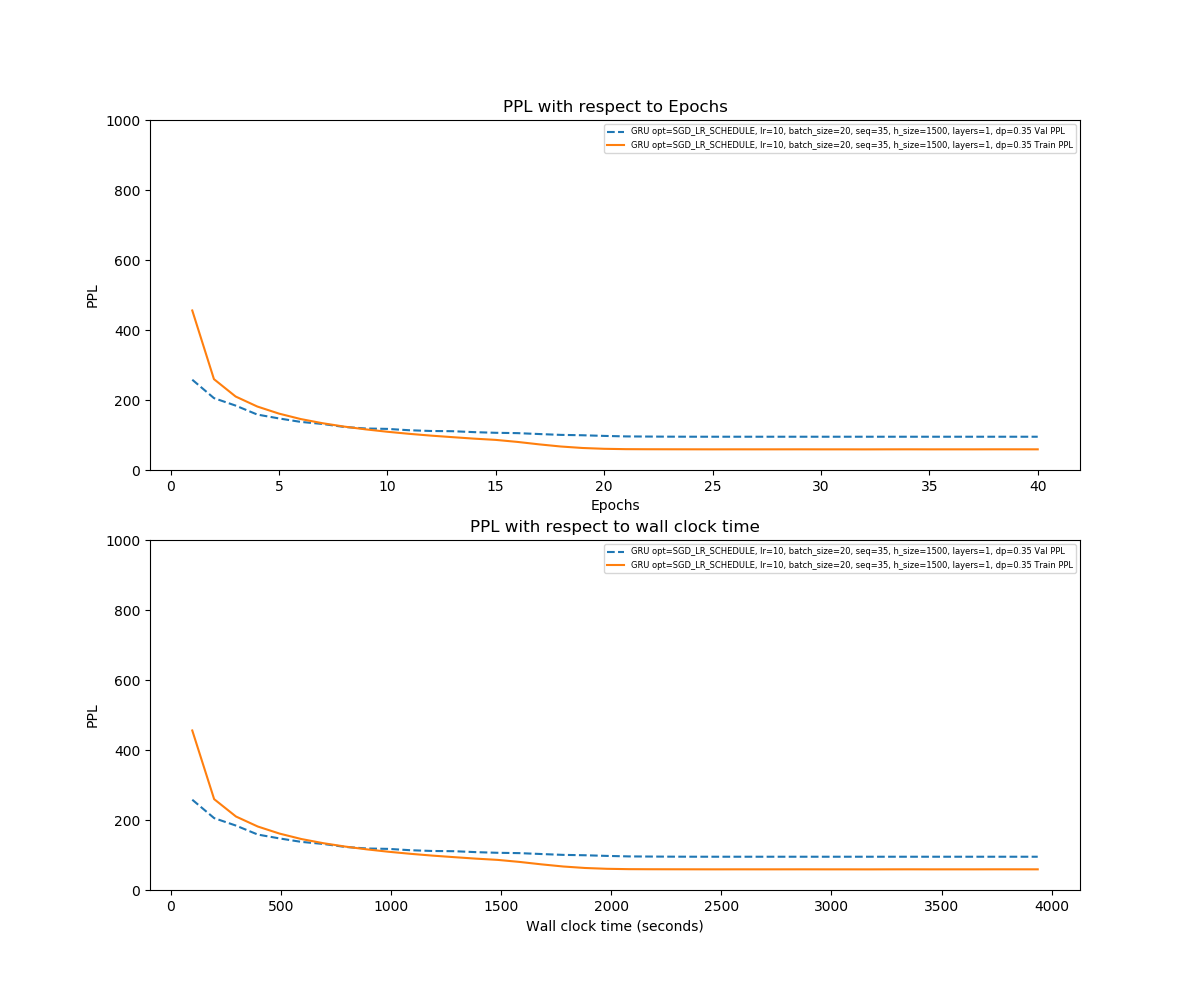 PPL with respect to Epochs
1000
800
600
400
200
0
PPL
GRU opt=SGD_LR_SCHEDULE, lr=10, batch_size=20, seq=35, h_size=1500, layers=1, dp=0.35 Val PPL
GRU opt=SGD_LR_SCHEDULE, lr=10, batch_size=20, seq=35, h_size=1500, layers=1, dp=0.35 Train PPL
0 5 10 15 20 25 30 35 40
Epochs
PPL with respect to wall clock time
1000
800
600
400
200
0
PPL
GRU opt=SGD_LR_SCHEDULE, lr=10, batch_size=20, seq=35, h_size=1500, layers=1, dp=0.35 Val PPL
GRU opt=SGD_LR_SCHEDULE, lr=10, batch_size=20, seq=35, h_size=1500, layers=1, dp=0.35 Train PPL
0 500 1000 1500 2000 2500 3000 3500 4000
Wall clock time (seconds)